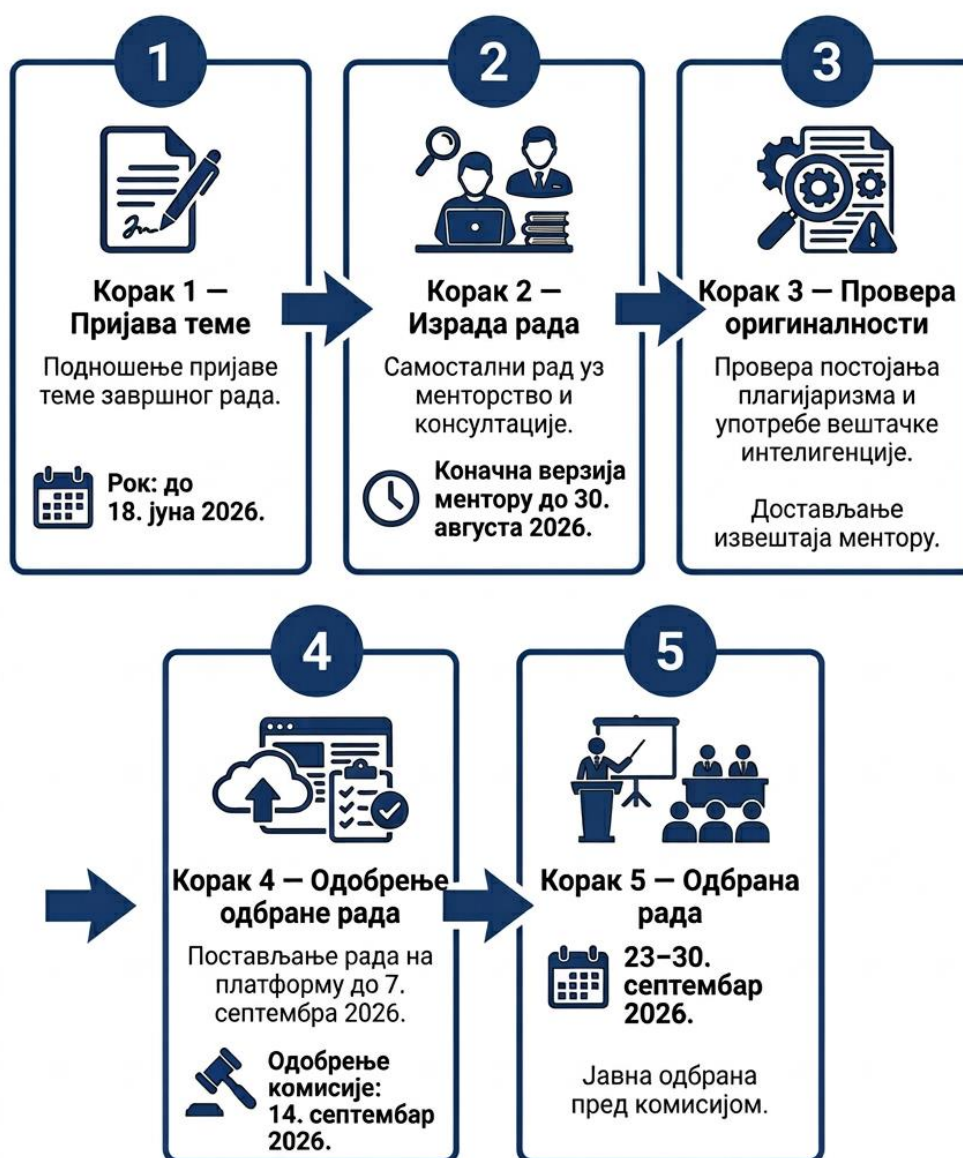 1
Корак 1 —
Пријава теме
Подношење пријаве
теме завршног рада.
Рок: до
18. јуна 2026.
2
Корак 2 —
Израда рада
Самостални рад уз
менторство и
консултације.
Коначна верзија
ментору до 30.
августа 2026.
3
Корак 3 — Провера
оригиналности
Провера постојања
плагијаризма и
употребе вештачке
интелигенције.
Достављање
извештаја ментору.
4
Корак 4 — Одобрење
одбране рада
Постављање рада на
платформу до 7.
септембра 2026.
Одобрење
комисије:
14. септембар
2026.
5
Корак 5 — Одбрана
рада
23–30.
септембар
2026.
Јавна одбрана
пред комисијом.